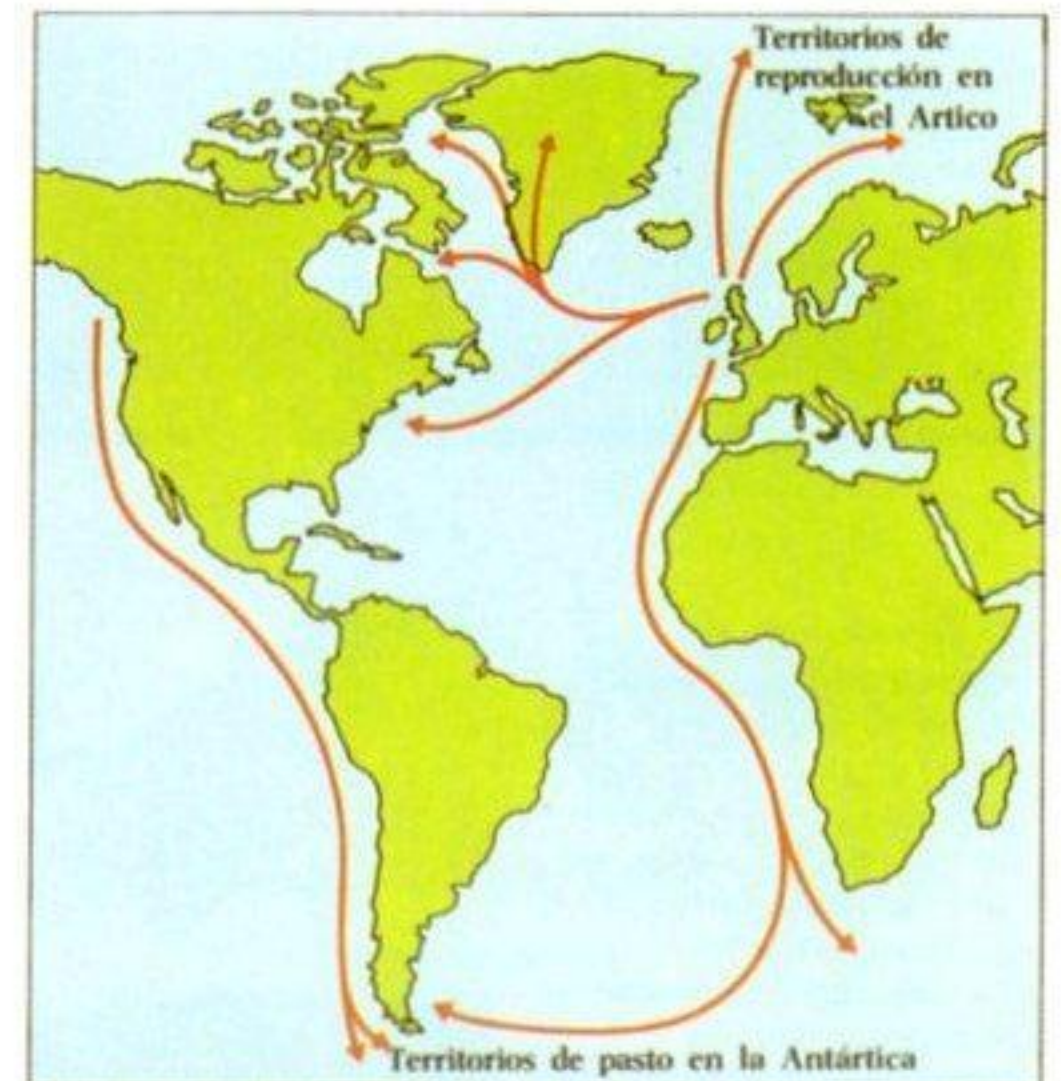 Territorios de
reproducción en
el Artico
Territorios de pasto en la Antártica